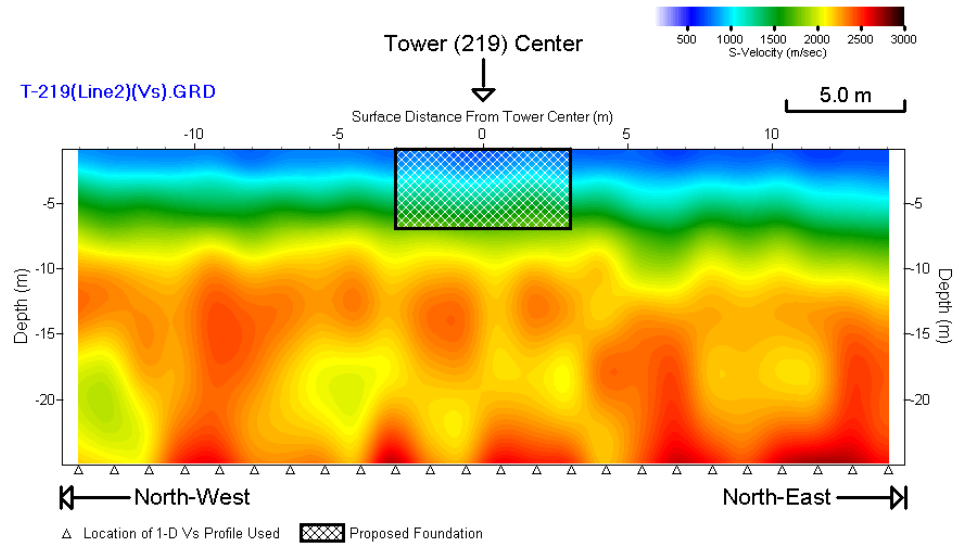 500 1000 1500 2000 2500 3000
S-Velocity (m/sec)
Tower (219) Center
T-219(Line2)(Vs).GRD
5.0 m
Surface Distance From Tower Center (m)
-10 -5 0 5 10
-5 -5
-10 -10
-15 -15
-20 -20
Depth (m)
Depth (m)
North-West North-East
Location of 1-D Vs Profile Used Proposed Foundation